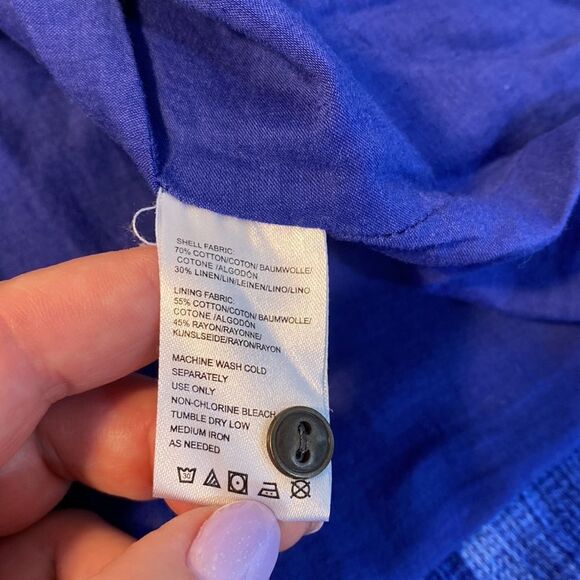 SHELL FABRIC:
70% COTTON/COTON/ BAUMWOLLE/
COTONE /ALGODÓN
30% LINEN/LIN/LEINEN/LINO/LINO
LINING FABRIC:
55% COTTON/COTON/ BAUMWOLLE/
COTONE /ALGODÓN
45% RAYON/RAYONNE/
KUNSLSEIDE/RAYON/RAYON
MACHINE WASH COLD
SEPARATELY
USE ONLY
NON-CHLORINE BLEACH
TUMBLE DRY LOW
MEDIUM IRON
AS NEEDED
30